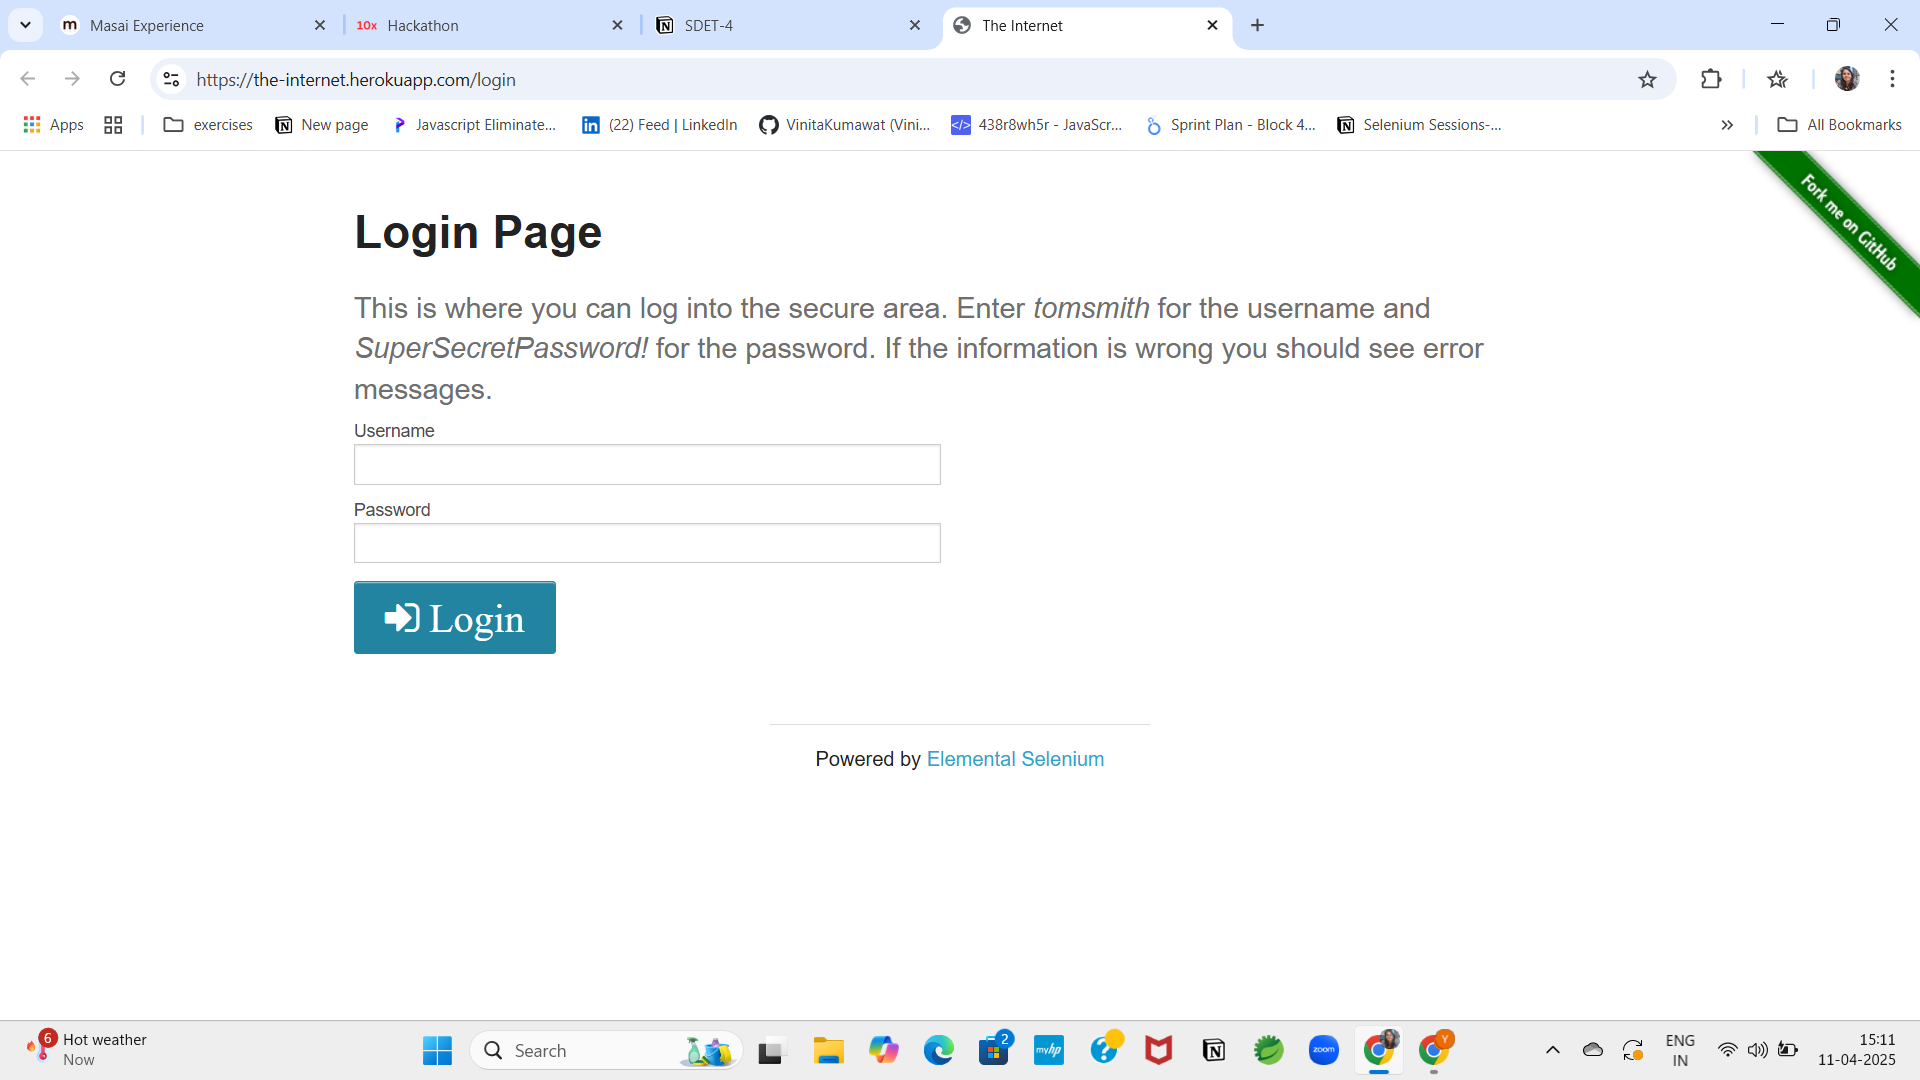 m Masai Experience
10x Hackathon
SDET-4
The Internet
https://the-internet.herokuapp.com/login
Apps
exercises
New page
Javascript Eliminate...
(22) Feed | LinkedIn
VinitaKumawat (Vini...
438r8wh5r - JavaScr...
Sprint Plan - Block 4...
Selenium Sessions-...
All Bookmarks
Fork me on GitHub
Login Page
This is where you can log into the secure area. Enter tomsmith for the username and
SuperSecretPassword! for the password. If the information is wrong you should see error
messages.
Username
Password
Login
Powered by Elemental Selenium
6
Hot weather
Now
Search
2
myhp
zoom
Y
ENG
IN
15:11
11-04-2025